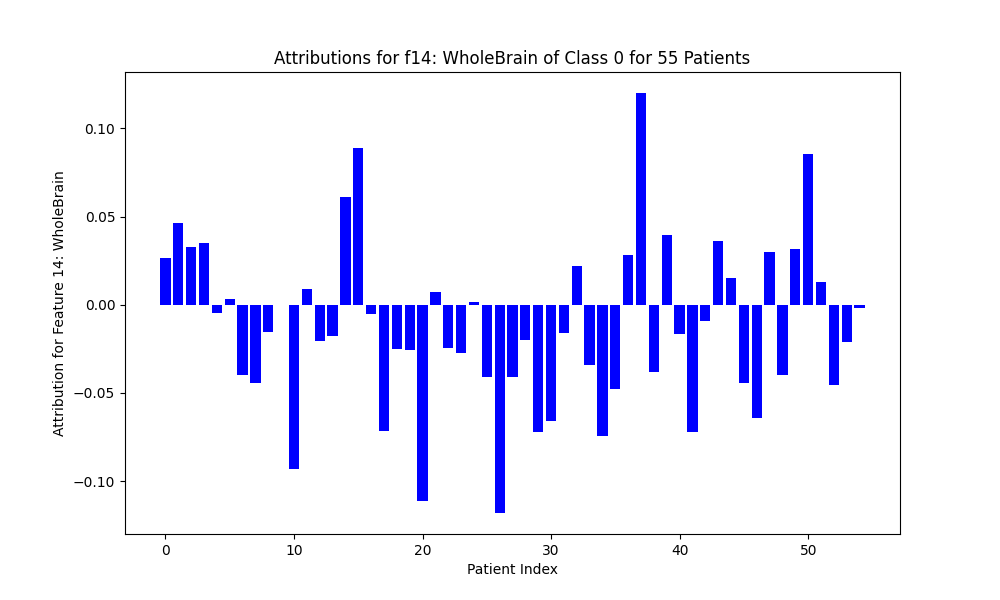 Attributions for f14: WholeBrain of Class 0 for 55 Patients
Attribution for Feature 14: WholeBrain
0.10
0.05
0.00
−0.05
−0.10
0 10 20 30 40 50
Patient Index